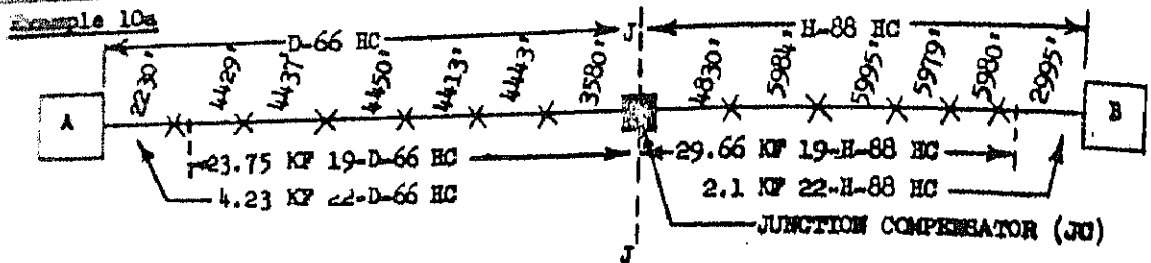 Example 10a
D-66 HC J H-88 HC
2230' 4429' 4437' 4450' 4413' 4443' 3580' 4830' 5984' 5995' 5979' 5980' 2995'
A B
23.75 KF 19-D-66 HC 29.66 KF 19-H-88 HC
4.23 KF 22-D-66 HC 2.1 KF 22-H-88 HC
JUNCTION COMPENSATOR (JC)
J